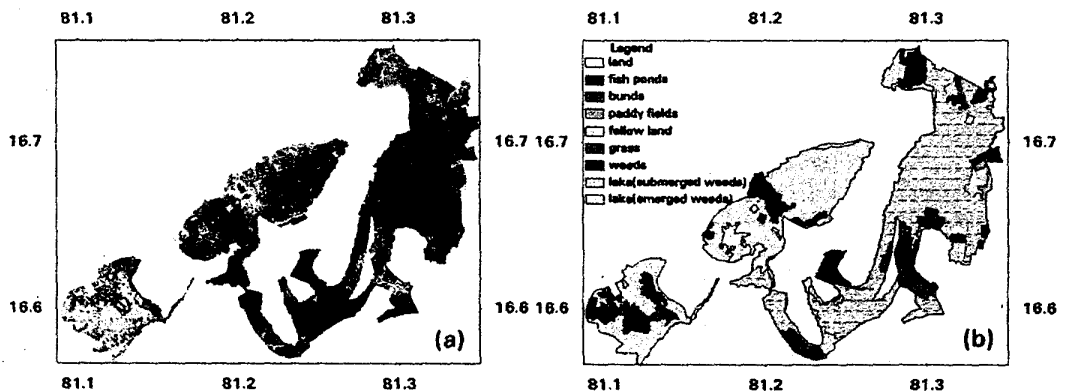 81.1 81.2 81.3 81.1 81.2 81.3
Legend
land
fish ponds
bunds
paddy fields
fellow land
grass
weeds
lake(submerged weeds)
lake(emerged weeds)
16.7 16.7 16.7 16.7
16.6 16.6 16.6 16.6
(a) (b)
81.1 81.2 81.3 81.1 81.2 81.3